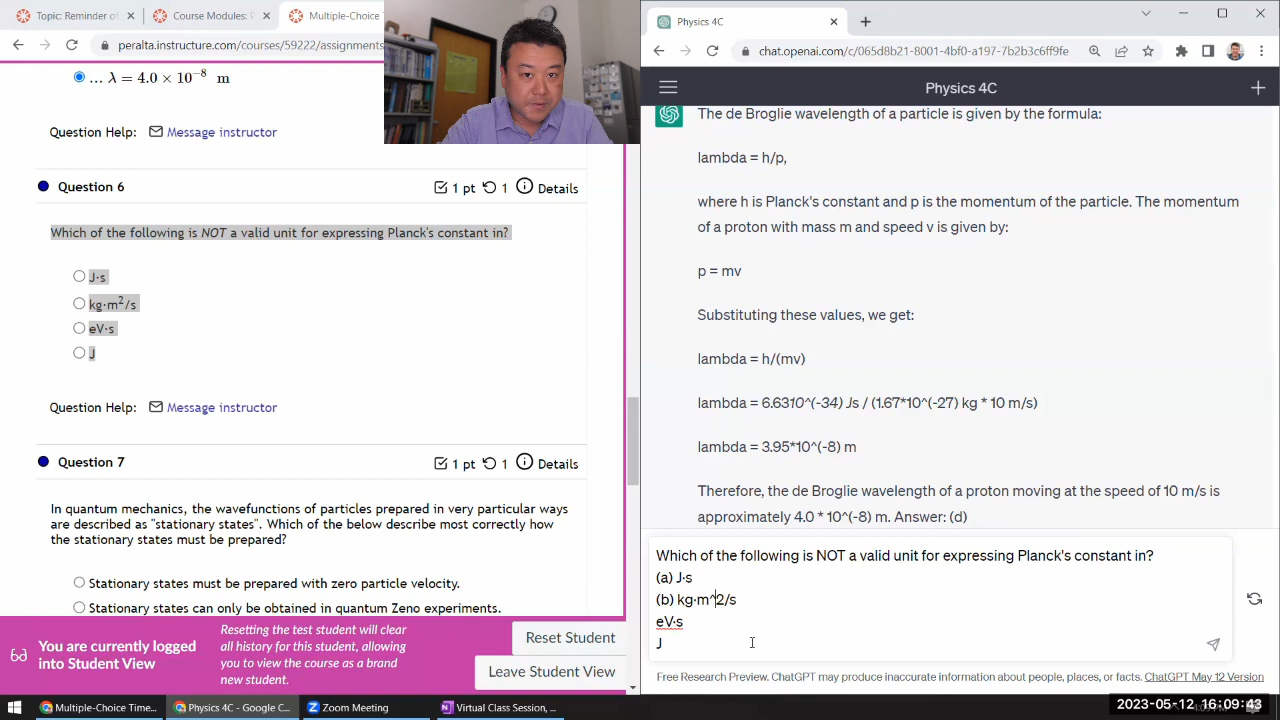 Topic: Reminder of
Course Modules: P
Multiple-Choice
peralta.instructure.com/courses/59222/assignments
... λ = 4.0 × 10⁻⁸ m
Question Help: Message instructor
Question 6
1 pt 1 Details
Which of the following is NOT a valid unit for expressing Planck's constant in?
J·s
kg·m²/s
eV·s
J
Question Help: Message instructor
Question 7
1 pt 1 Details
In quantum mechanics, the wavefunctions of particles prepared in very particular ways
are described as "stationary states". Which of the below describe most correctly how
the stationary states must be prepared?
Stationary states must be prepared with zero particle velocity.
Stationary states can only be obtained in quantum Zeno experiments.
You are currently logged
into Student View
Resetting the test student will clear
all history for this student, allowing
you to view the course as a brand
new student.
Reset Student
Leave Student View
Physics 4C
chat.openai.com/c/065d8b21-8001-4bf0-a197-7b2b3c6ff9fe
Physics 4C
The de Broglie wavelength of a particle is given by the formula:
lambda = h/p,
where h is Planck's constant and p is the momentum of the particle. The momentum
of a proton with mass m and speed v is given by:
p = mv
Substituting these values, we get:
lambda = h/(mv)
lambda = 6.6310^(-34) Js / (1.67*10^(-27) kg * 10 m/s)
lambda = 3.95*10^(-8) m
Therefore, the de Broglie wavelength of a proton moving at the speed of 10 m/s is
approximately 4.0 * 10^(-8) m. Answer: (d)
Which of the following is NOT a valid unit for expressing Planck's constant in?
(a) J·s
(b) kg·m^2/s
eV·s
J
Free Research Preview. ChatGPT may produce inaccurate information about people, places, or facts. ChatGPT May 12 Version
Multiple-Choice Time...
Physics 4C - Google C...
Zoom Meeting
Virtual Class Session, ...
2023-05-12 16:09:43